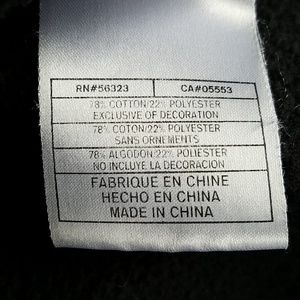 RN#56323 CA#05553
78% COTTON/22% POLYESTER
EXCLUSIVE OF DECORATION
78% COTON/22% POLYESTER
SANS ORNEMENTS
78% ALGODON/22% POLIESTER
NO INCLUYE LA DECORACION
FABRIQUE EN CHINE
HECHO EN CHINA
MADE IN CHINA